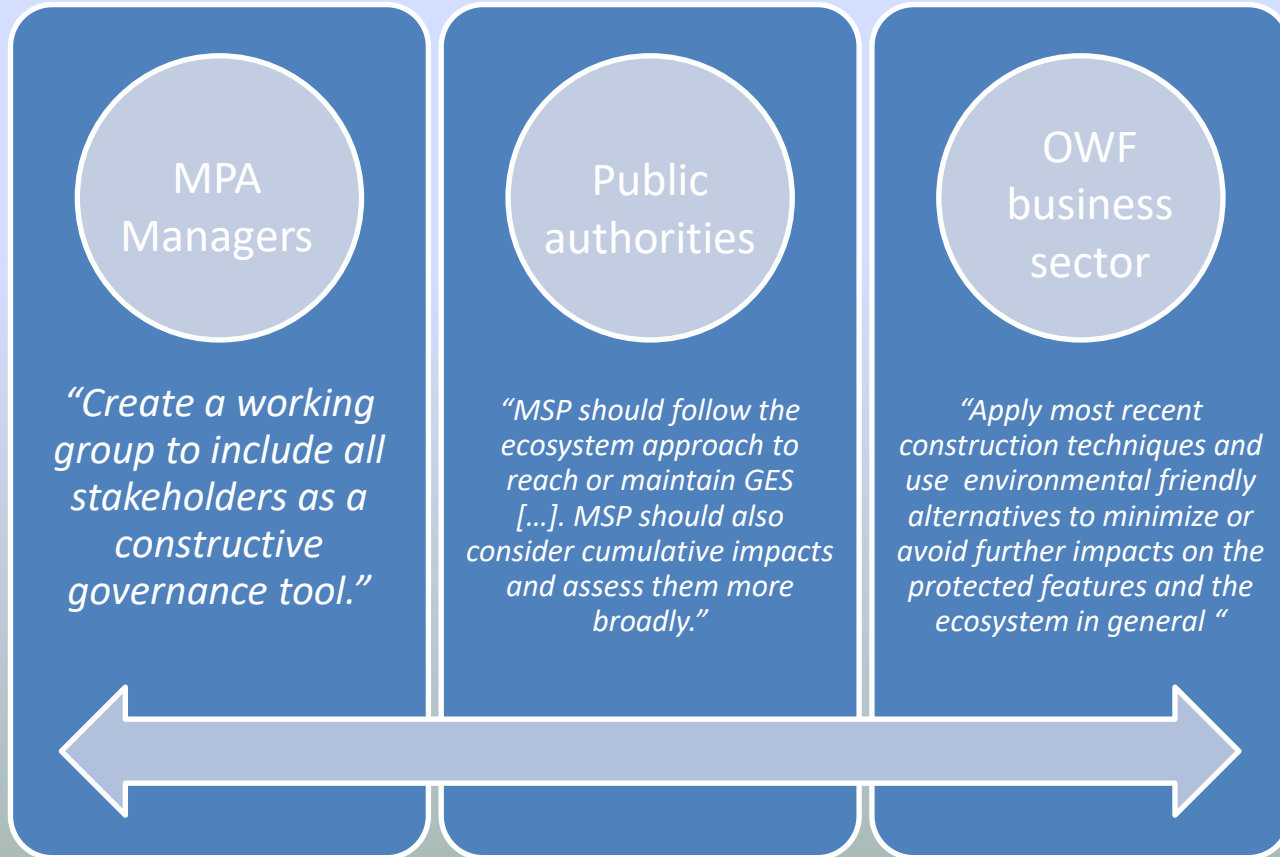 MPA
Managers
“Create a working
group to include all
stakeholders as a
constructive
governance tool.”
Public
authorities
“MSP should follow the
ecosystem approach to
reach or maintain GES
[…]. MSP should also
consider cumulative impacts
and assess them more
broadly.”
OWF
business
sector
“Apply most recent
construction techniques and
use  environmental friendly
alternatives to minimize or
avoid further impacts on the
protected features and the
ecosystem in general “